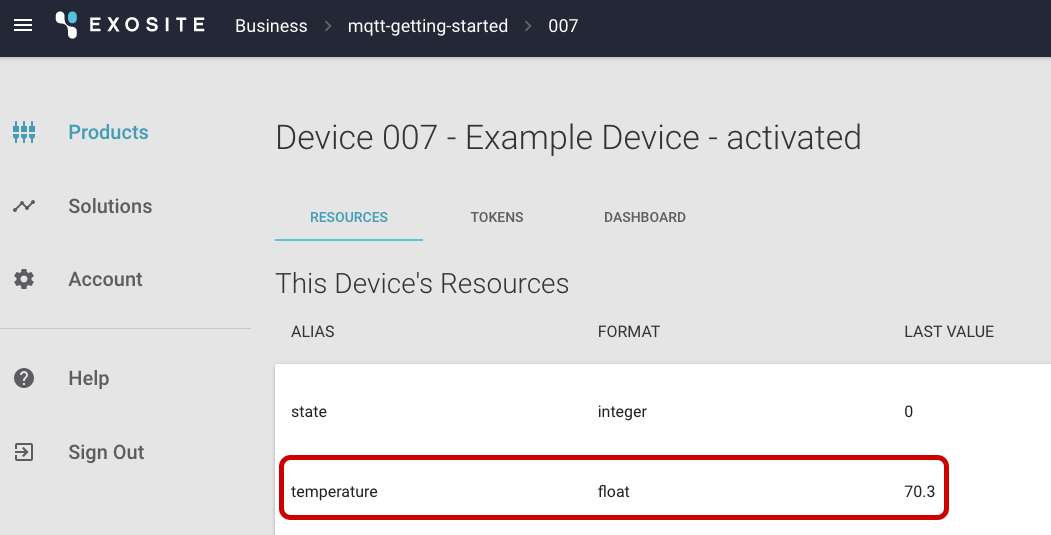 EXOSITE Business > mqtt-getting-started > 007
Products
Solutions
Account
Help
Sign Out
Device 007 - Example Device - activated
RESOURCES TOKENS DASHBOARD
This Device's Resources
ALIAS FORMAT LAST VALUE
state integer 0
temperature float 70.3